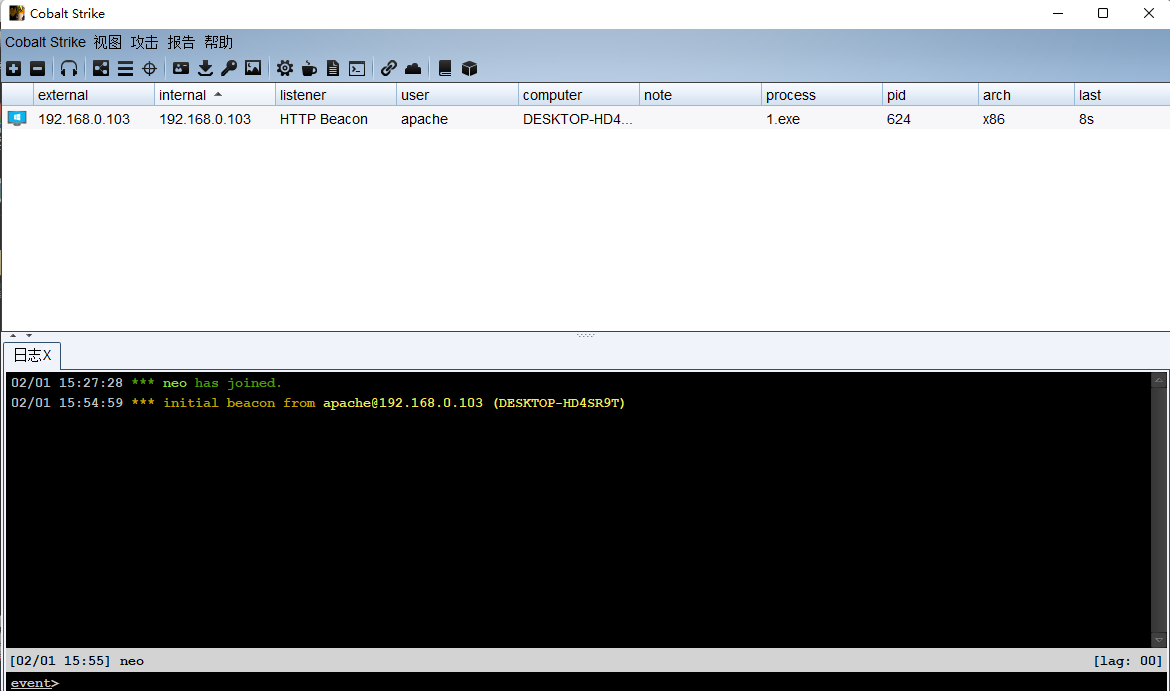 Cobalt Strike
Cobalt Strike 视图 攻击 报告 帮助
external internal listener user computer note process pid arch last
192.168.0.103 192.168.0.103 HTTP Beacon apache DESKTOP-HD4... 1.exe 624 x86 8s
日志X
02/01 15:27:28 *** neo has joined.
02/01 15:54:59 *** initial beacon from apache@192.168.0.103 (DESKTOP-HD4SR9T)
[02/01 15:55] neo [lag: 00]
event>